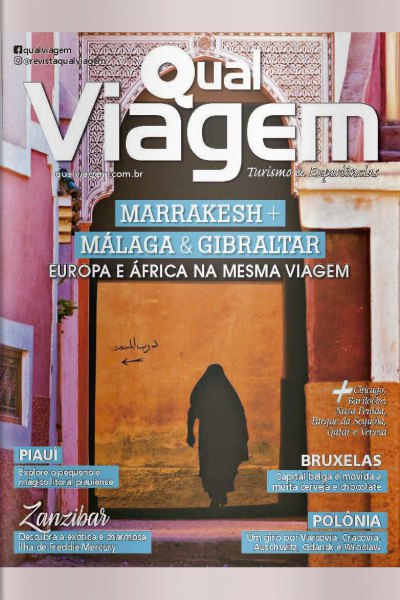 qualviagem
@revistaqualviagem
Qual
Viagem
Turismo & Experiências
qualviagem.com.br
MARRAKESH +
MÁLAGA & GIBRALTAR
EUROPA E ÁFRICA NA MESMA VIAGEM
+ Chicago,
Bariloche,
Nusa Penida,
Parque da Sequoia,
Qatar e Veneza
PIAUÍ
Explore o pequeno e
mágico litoral piauiense
BRUXELAS
Capital belga é movida a
muita cerveja e chocolate
Zanzibar
Descubra a exótica e charmosa
ilha de Freddie Mercury
POLÔNIA
Um giro por Varsóvia, Cracóvia,
Auschwitz, Gdansk e Wroclaw